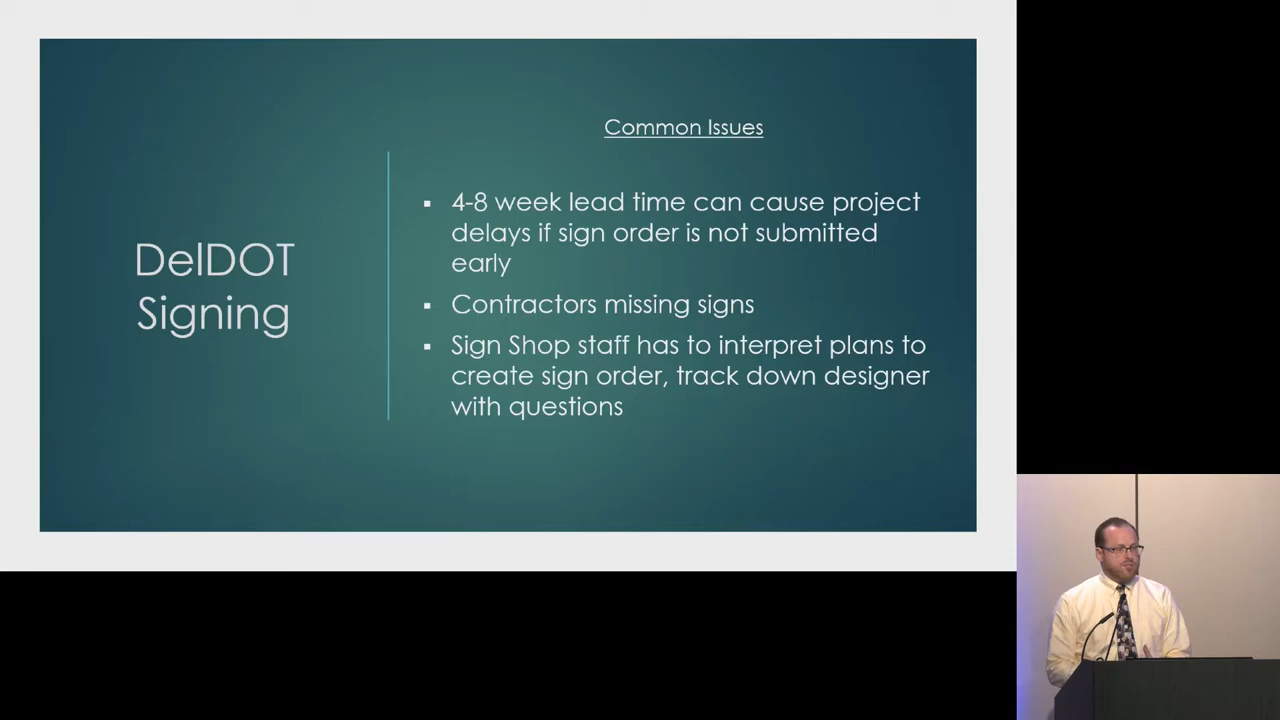 DelDOT
Signing
Common Issues
▪ 4-8 week lead time can cause project
delays if sign order is not submitted
early
▪ Contractors missing signs
▪ Sign Shop staff has to interpret plans to
create sign order, track down designer
with questions